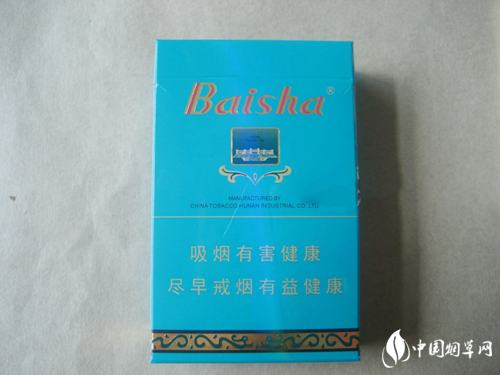 Baisha®
MANUFACTURED BY
CHINA TOBACCO HUNAN INDUSTRIAL CO. LTD
吸烟有害健康
尽早戒烟有益健康
中国烟草网